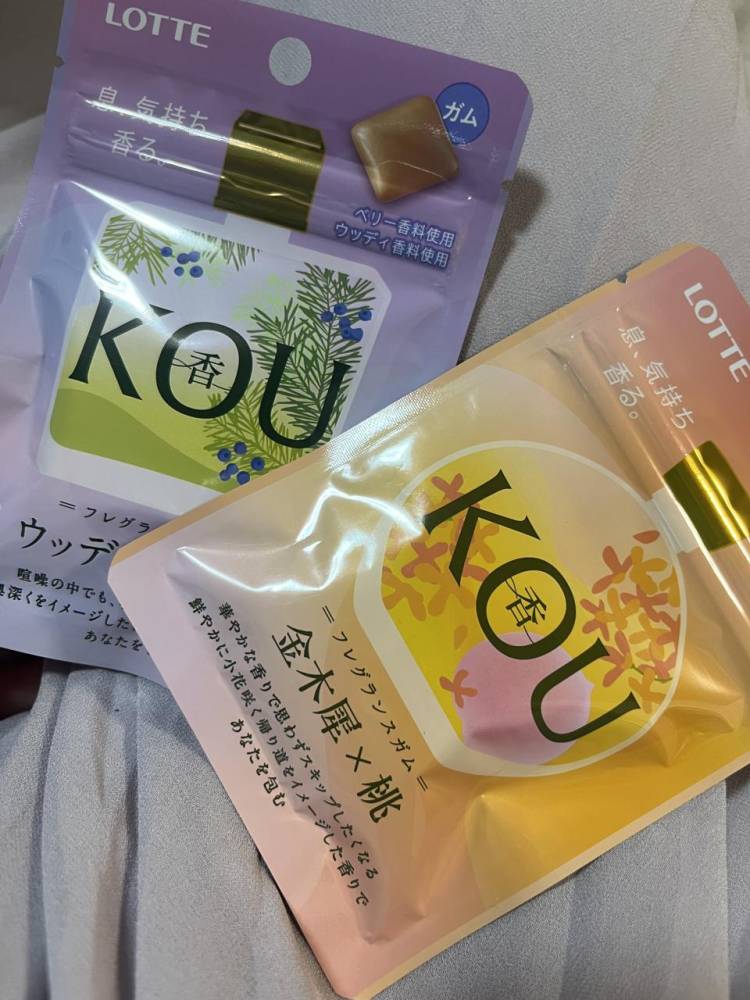 LOTTE
息、気持ち
香る。
ガム
ベリー香料使用
ウッディ香料使用
KOU
香
=フレグラ
ウッデ
喧噪の中でも、
奥深くをイメージした
あなたを
LOTTE
息、気持ち
香る。
KOU
香
=フレグランスガム=
金木犀×桃
華やかな香りで思わずスキップしたくなる
鮮やかに小花咲く帰り道をイメージした香りで
あなたを包む